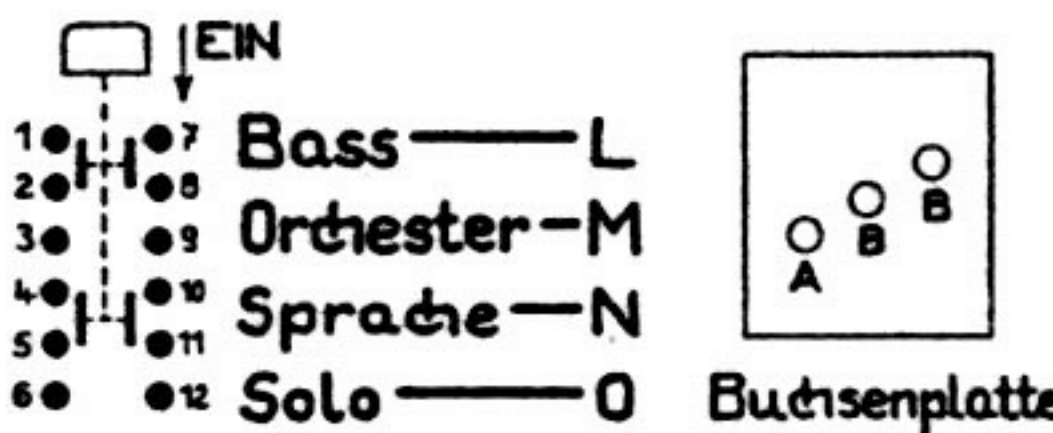 EIN
1 7 Bass L
2 8
3 9 Orchester M
4 10 Sprache N
5 11
6 12 Solo O
A B B
Buchsenplatte